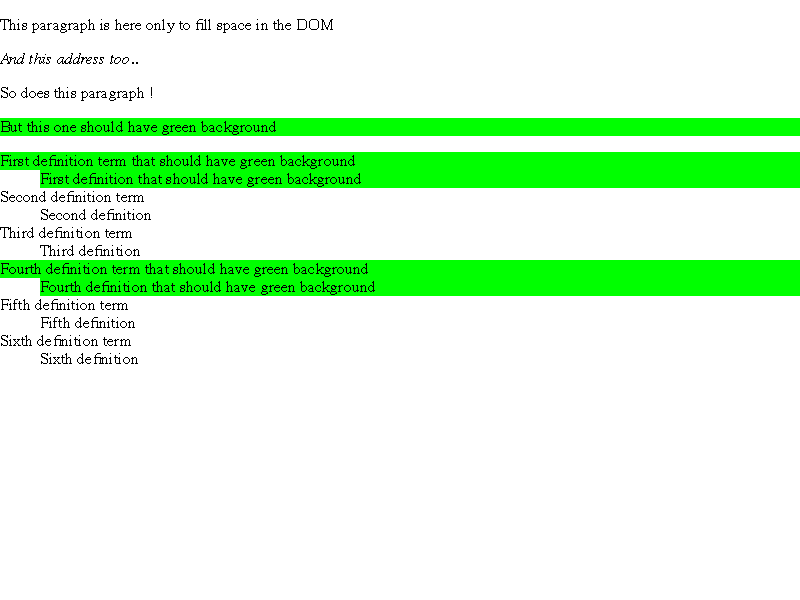 This paragraph is here only to fill space in the DOM
And this address too..
So does this paragraph !
But this one should have green background
First definition term that should have green background
First definition that should have green background
Second definition term
Second definition
Third definition term
Third definition
Fourth definition term that should have green background
Fourth definition that should have green background
Fifth definition term
Fifth definition
Sixth definition term
Sixth definition